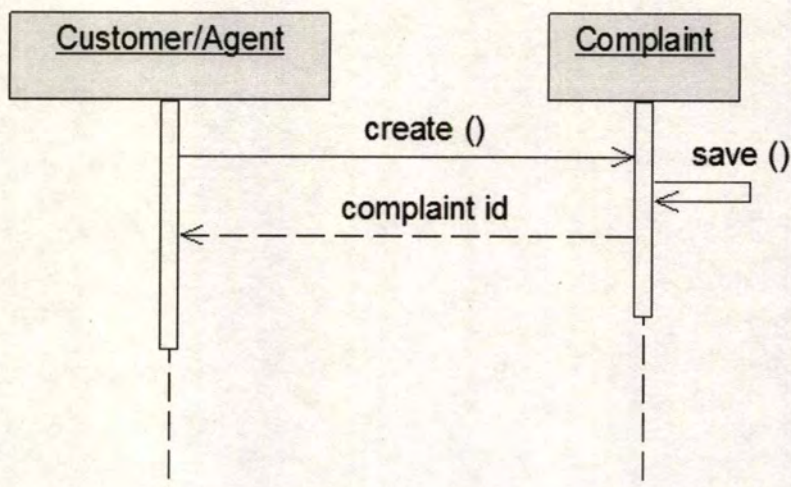 Customer/Agent
Complaint
create ()
save ()
complaint id